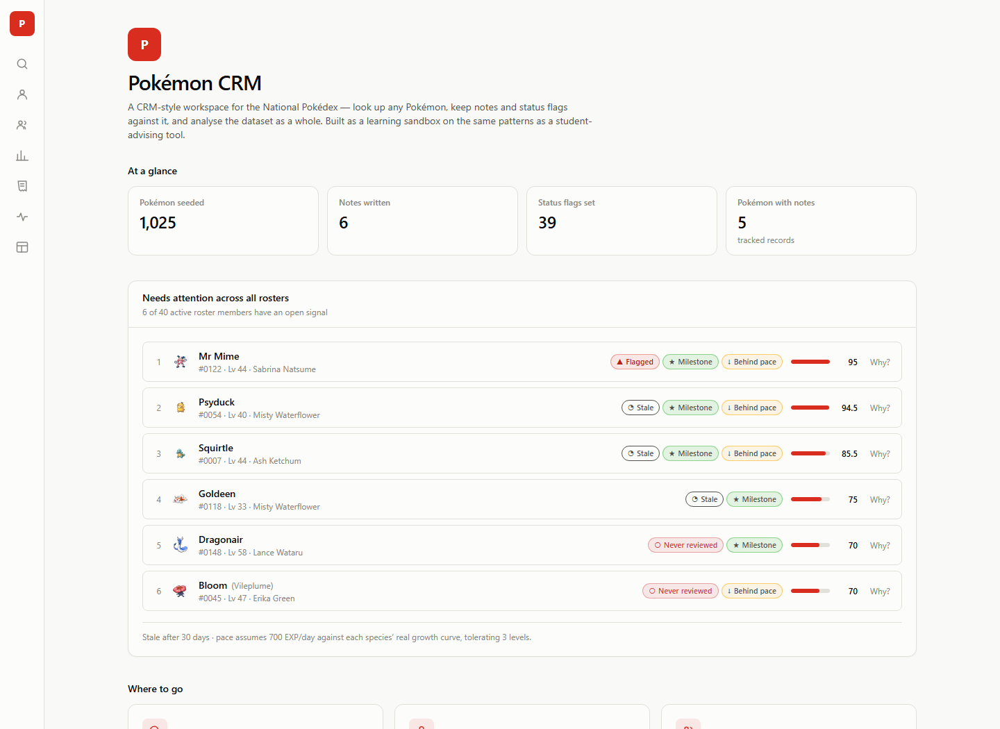 P
P
Pokémon CRM
A CRM-style workspace for the National Pokédex — look up any Pokémon, keep notes and status flags
against it, and analyse the dataset as a whole. Built as a learning sandbox on the same patterns as a student-
advising tool.
At a glance
Pokémon seeded
1,025
Notes written
6
Status flags set
39
Pokémon with notes
5
tracked records
Needs attention across all rosters
6 of 40 active roster members have an open signal
1
Mr Mime
#0122 · Lv 44 · Sabrina Natsume
▲ Flagged
★ Milestone
↓ Behind pace
95
Why?
2
Psyduck
#0054 · Lv 40 · Misty Waterflower
Stale
★ Milestone
↓ Behind pace
94.5
Why?
3
Squirtle
#0007 · Lv 44 · Ash Ketchum
Stale
★ Milestone
↓ Behind pace
85.5
Why?
4
Goldeen
#0118 · Lv 33 · Misty Waterflower
Stale
★ Milestone
75
Why?
5
Dragonair
#0148 · Lv 58 · Lance Wataru
Never reviewed
★ Milestone
70
Why?
6
Bloom (Vileplume)
#0045 · Lv 47 · Erika Green
Never reviewed
↓ Behind pace
70
Why?
Stale after 30 days · pace assumes 700 EXP/day against each species’ real growth curve, tolerating 3 levels.
Where to go